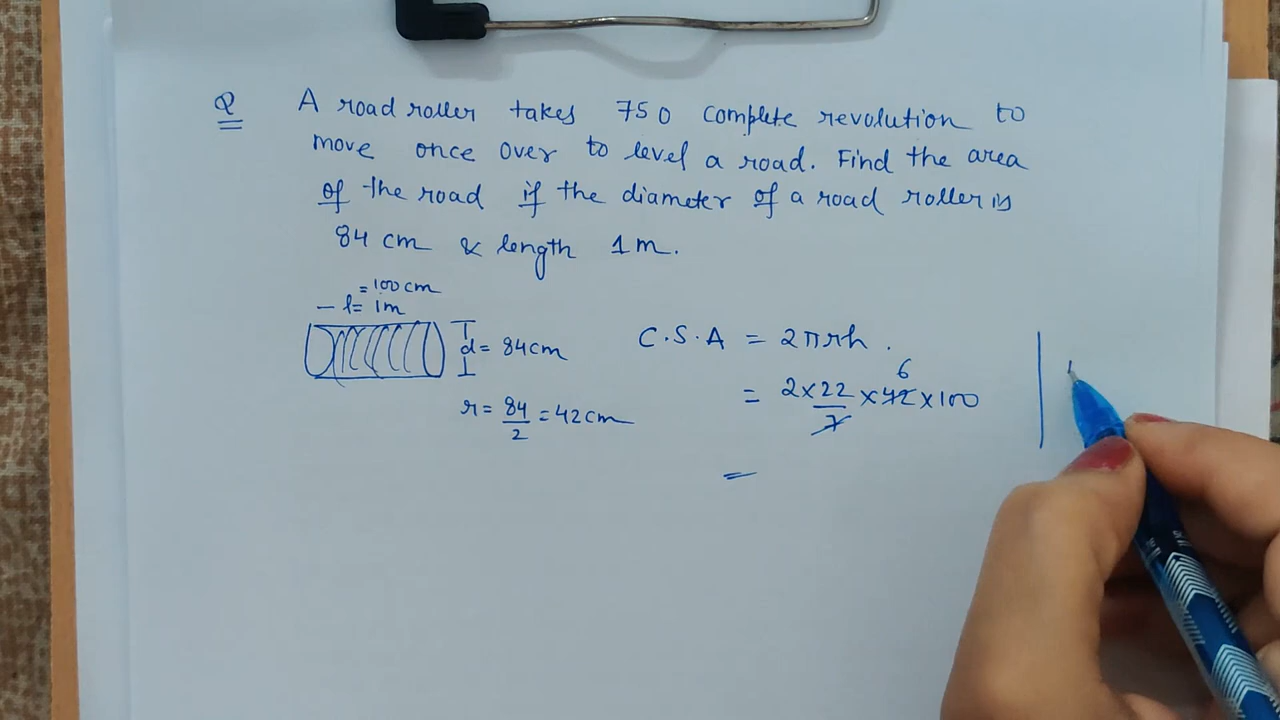 Q A road roller takes 750 complete revolution to
move once over to level a road. Find the area
of the road if the diameter of a road roller is
84 cm & length 1 m.
= 100 cm
— l = 1m
d = 84cm
r = 84/2 = 42cm
C.S.A = 2πrh.
= 2 × 22/7 × 42 × 100
6
=